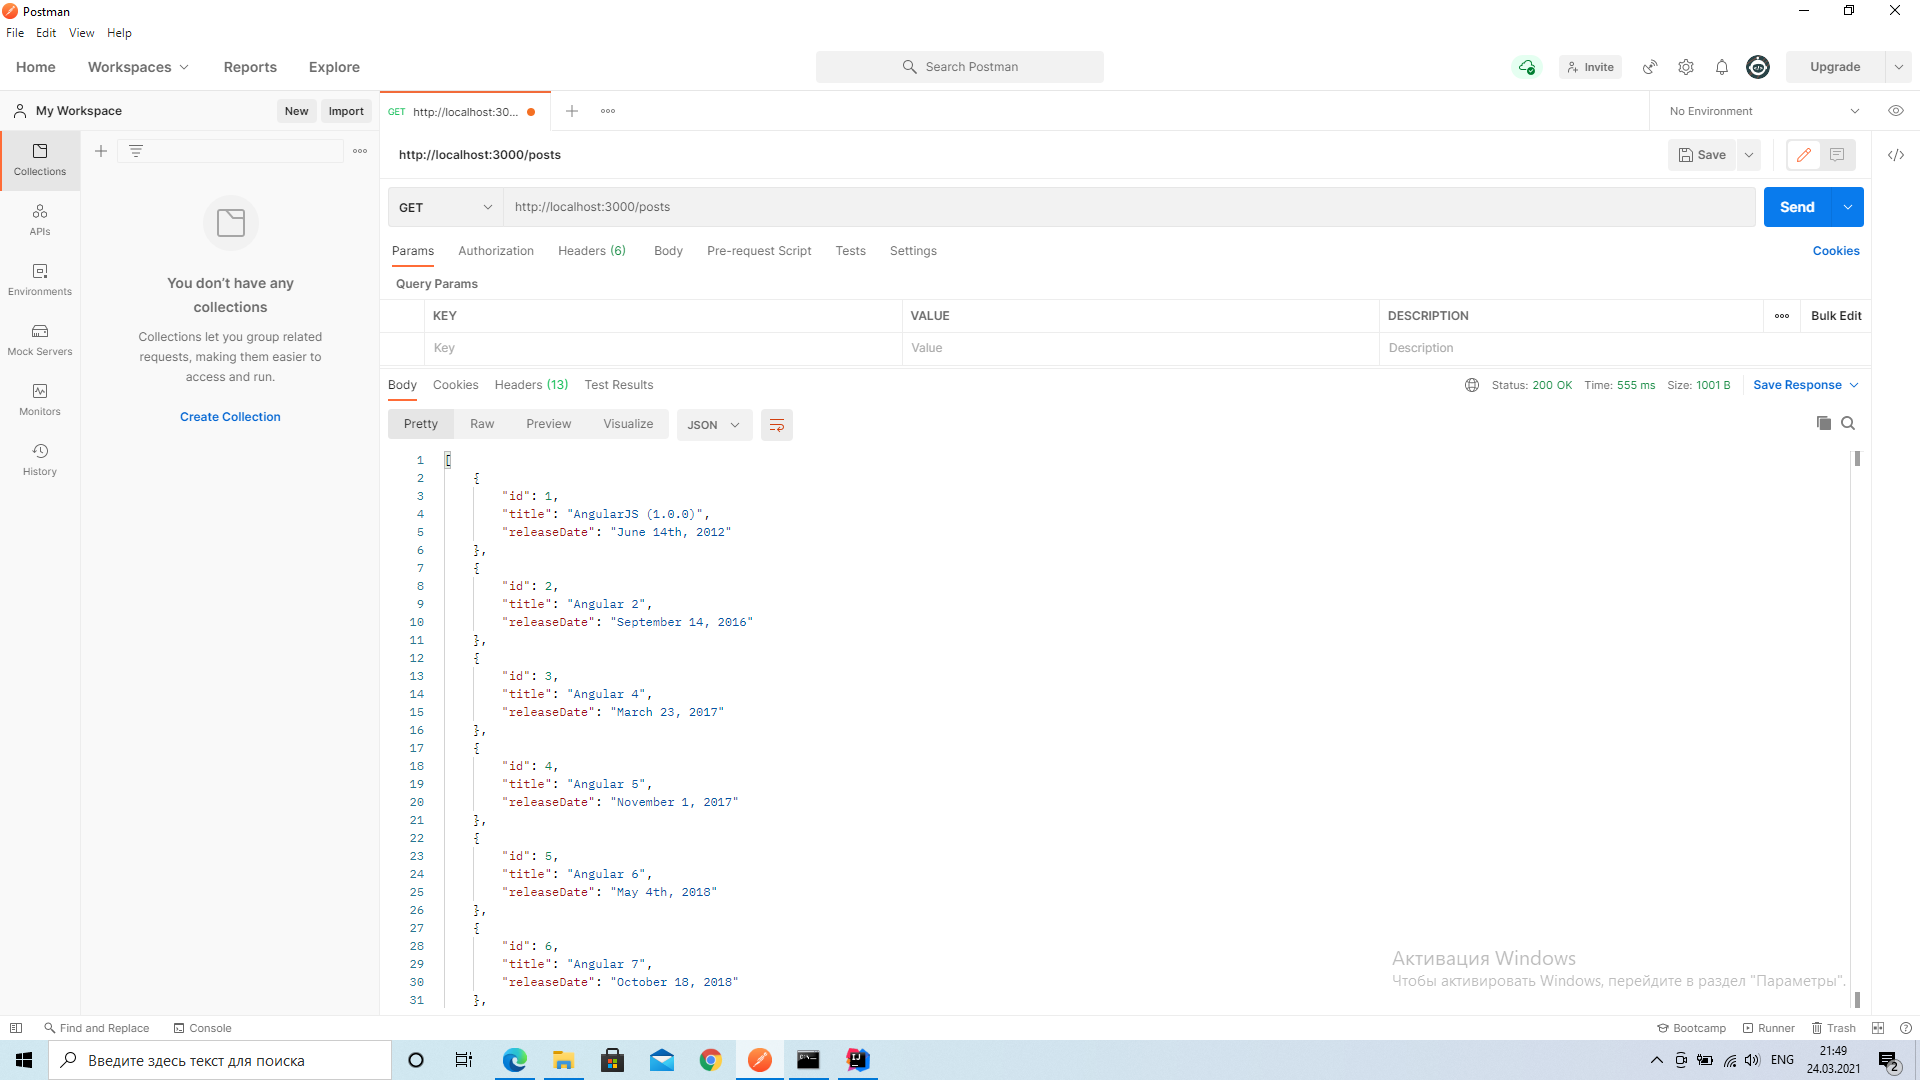 Postman
File Edit View Help
Home Workspaces Reports Explore Search Postman Invite Upgrade
My Workspace New Import GET http://localhost:30... No Environment
http://localhost:3000/posts Save
Collections
APIs
Environments
Mock Servers
Monitors
History
You don't have any
collections
Collections let you group related
requests, making them easier to
access and run.
Create Collection
GET http://localhost:3000/posts Send
Params Authorization Headers (6) Body Pre-request Script Tests Settings Cookies
Query Params
KEY VALUE DESCRIPTION Bulk Edit
Key Value Description
Body Cookies Headers (13) Test Results Status: 200 OK Time: 555 ms Size: 1001 B Save Response
Pretty Raw Preview Visualize JSON
1 [
2 {
3 "id": 1,
4 "title": "AngularJS (1.0.0)",
5 "releaseDate": "June 14th, 2012"
6 },
7 {
8 "id": 2,
9 "title": "Angular 2",
10 "releaseDate": "September 14, 2016"
11 },
12 {
13 "id": 3,
14 "title": "Angular 4",
15 "releaseDate": "March 23, 2017"
16 },
17 {
18 "id": 4,
19 "title": "Angular 5",
20 "releaseDate": "November 1, 2017"
21 },
22 {
23 "id": 5,
24 "title": "Angular 6",
25 "releaseDate": "May 4th, 2018"
26 },
27 {
28 "id": 6,
29 "title": "Angular 7",
30 "releaseDate": "October 18, 2018"
31 },
Активация Windows
Чтобы активировать Windows, перейдите в раздел "Параметры".
Find and Replace Console Bootcamp Runner Trash
Введите здесь текст для поиска ENG 21:49
24.03.2021
2